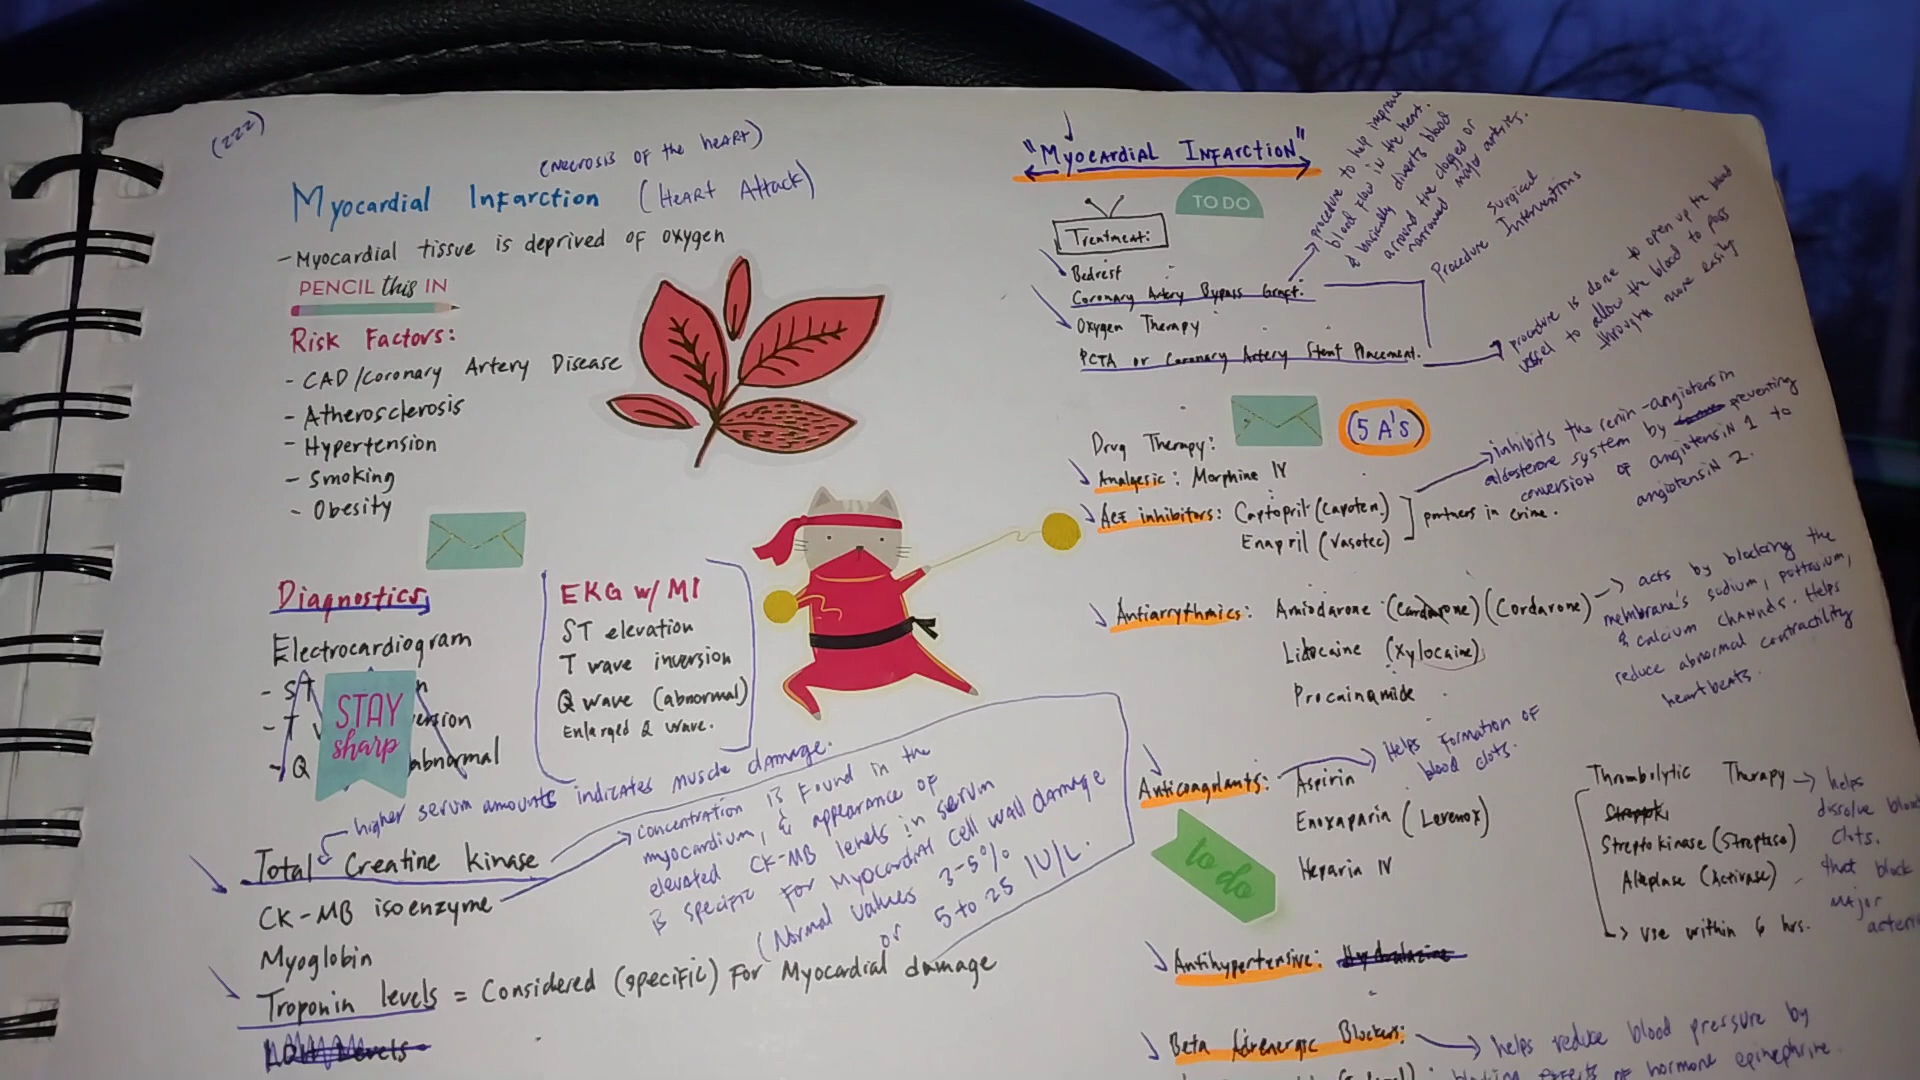 (222)
(Necrosis of the heart)
Myocardial Infarction (Heart Attack)
- Myocardial tissue is deprived of oxygen
PENCIL this IN
Risk Factors:
- CAD/Coronary Artery Disease
- Atherosclerosis
- Hypertension
- Smoking
- Obesity
Diagnostics
Electrocardiogram
- ST
- T ersion
- Q abnormal
STAY
sharp
EKG w/ MI
ST elevation
T wave inversion
Q wave (abnormal)
Enlarged Q wave.
higher serum amounts indicates muscle damage.
Total Creatine Kinase
CK-MB isoenzyme
Myoglobin
Troponin levels = Considered (specific) For Myocardial damage
LDH Levels
concentration is found in the
myocardium, & appearance of
elevated CK-MB levels in serum
is specific for Myocardial cell wall damage
(Normal values 3-5%
or 5 to 25 IU/L.
"Myocardial Infarction"
TO DO
Treatment:
Bedrest
Coronary Artery Bypass Graft.
Oxygen Therapy
PCTA or Coronary Artery Stent Placement.
procedure to help improve
blood flow in the heart.
& basically diverts blood
around the clogged or
narrowed major arteries.
Surgical
Procedure Interventions
procedure is done to open up the blood
vessel to allow the blood to pass
through more easily
Drug Therapy:
(5 A's)
Analgesic: Morphine IV
ACE inhibitors: Captopril (Capoten)
Enapril (Vasotec)
partners in crime.
inhibits the renin-angiotensin
aldosterone system by preventing
conversion of angiotensin 1 to
angiotensin 2.
Antiarrythmics: Amiodarone (Cardarone) (Cordarone)
Lidocaine (Xylocaine)
Procainamide
acts by blocking the
membrane's sodium, pottasium,
& calcium channels. Helps
reduce abnormal contractility
heartbeats.
Anticoagulants: Aspirin
Enoxaparin (Lovenox)
Heparin IV
Helps formation of
blood clots.
to do
Thrombolytic Therapy
Streptok
Streptokinase (Streptase)
Alteplase (Activase)
use within 6 hrs.
helps
dissolve blood
clots.
that block
major
Antihypertensive: Hydralazine
Beta Adrenergic Blockers:
helps reduce blood pressure by
blocking effects of hormone epinephrine.